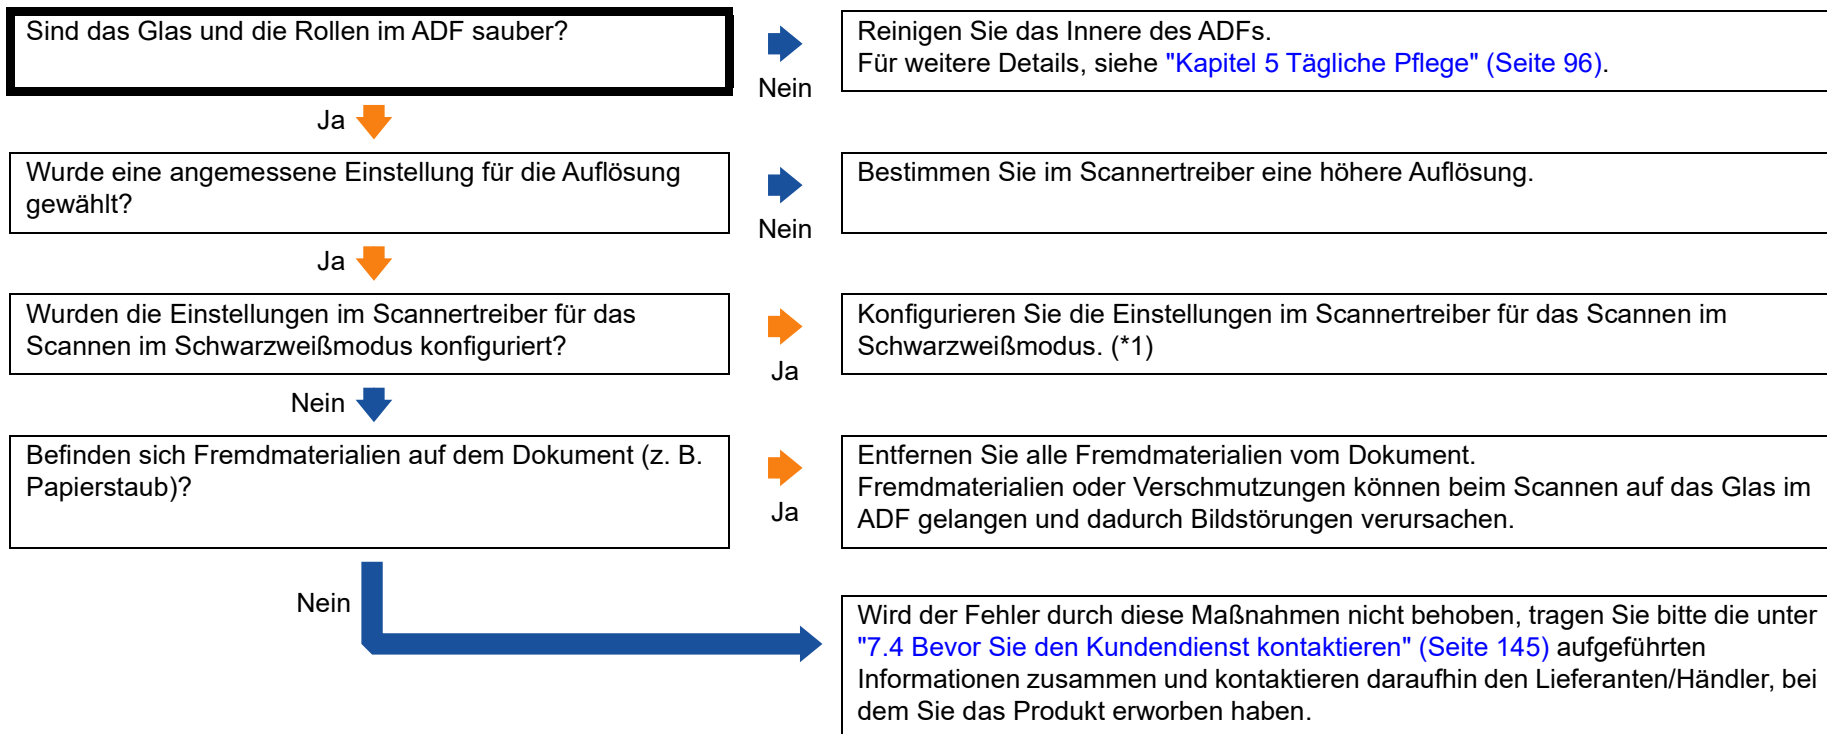 Sind das Glas und die Rollen im ADF sauber?
Nein
Reinigen Sie das Innere des ADFs.
Für weitere Details, siehe "Kapitel 5 Tägliche Pflege" (Seite 96).
Ja
Wurde eine angemessene Einstellung für die Auflösung
gewählt?
Nein
Bestimmen Sie im Scannertreiber eine höhere Auflösung.
Ja
Wurden die Einstellungen im Scannertreiber für das
Scannen im Schwarzweißmodus konfiguriert?
Ja
Konfigurieren Sie die Einstellungen im Scannertreiber für das Scannen im
Schwarzweißmodus. (*1)
Nein
Befinden sich Fremdmaterialien auf dem Dokument (z. B.
Papierstaub)?
Ja
Entfernen Sie alle Fremdmaterialien vom Dokument.
Fremdmaterialien oder Verschmutzungen können beim Scannen auf das Glas im
ADF gelangen und dadurch Bildstörungen verursachen.
Nein
Wird der Fehler durch diese Maßnahmen nicht behoben, tragen Sie bitte die unter
"7.4 Bevor Sie den Kundendienst kontaktieren" (Seite 145) aufgeführten
Informationen zusammen und kontaktieren daraufhin den Lieferanten/Händler, bei
dem Sie das Produkt erworben haben.